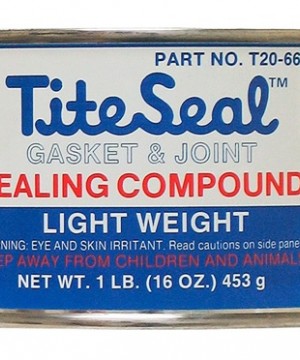 PART NO. T20-66
TiteSeal™
GASKET & JOINT
EALING COMPOUND
LIGHT WEIGHT
NING: EYE AND SKIN IRRITANT. Read cautions on side pane
EP AWAY FROM CHILDREN AND ANIMALS
NET WT. 1 LB. (16 OZ.) 453 g